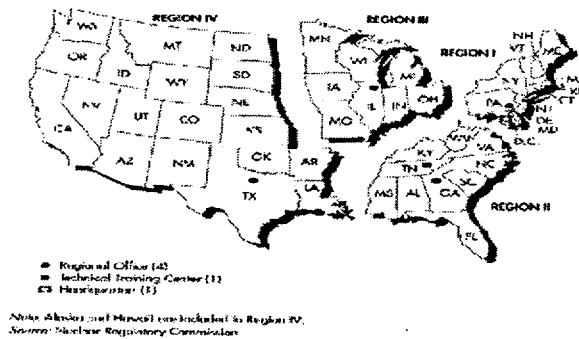 REGION IV
REGION III
REGION I
NH
VT
ME
WA
MT
ND
MN
WI
MI
NY
OR
ID
SD
WY
IA
PA
CT
NJ
DE
MD
D.C.
NV
UT
CO
NE
KS
IL
IN
OH
MO
WV
VA
CA
AZ
NM
OK
AR
KY
NC
TN
SC
TX
LA
MS
AL
GA
REGION II
FL
Regional Office (4)
Technical Training Center (1)
Headquarters (1)
Note: Alaska and Hawaii are included in Region IV.
Source: Nuclear Regulatory Commission